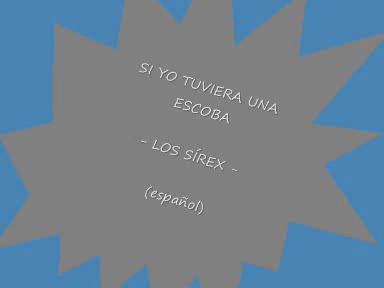 SI YO TUVIERA UNA
ESCOBA
- LOS SÍREX -
(español)